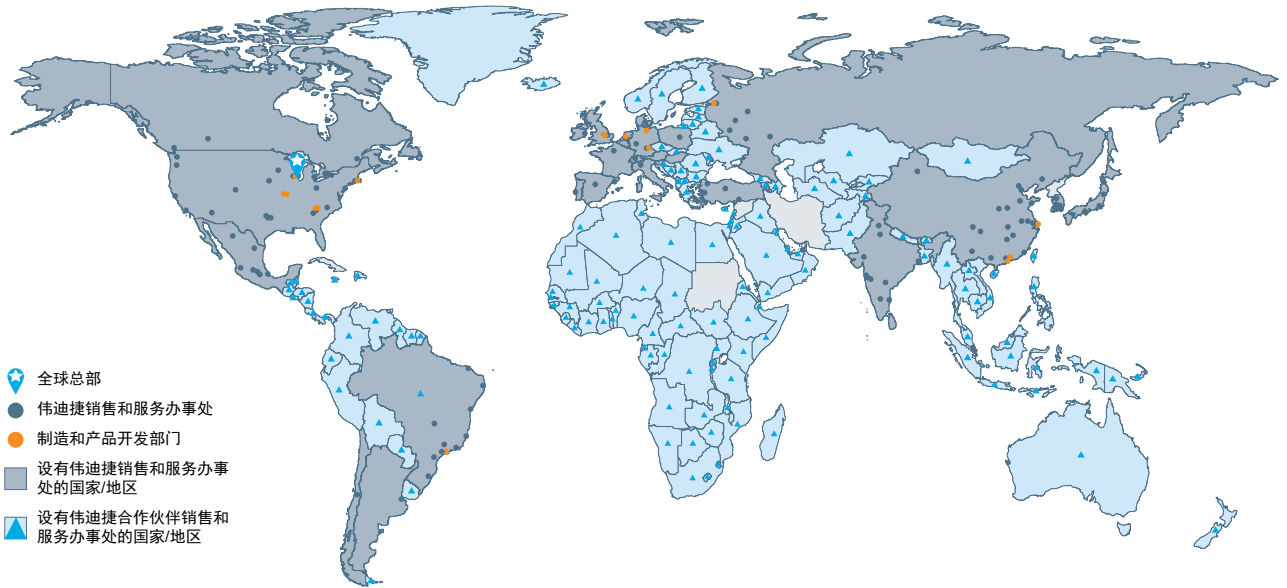 全球总部
伟迪捷销售和服务办事处
制造和产品开发部门
设有伟迪捷销售和服务办事
处的国家/地区
设有伟迪捷合作伙伴销售和
服务办事处的国家/地区